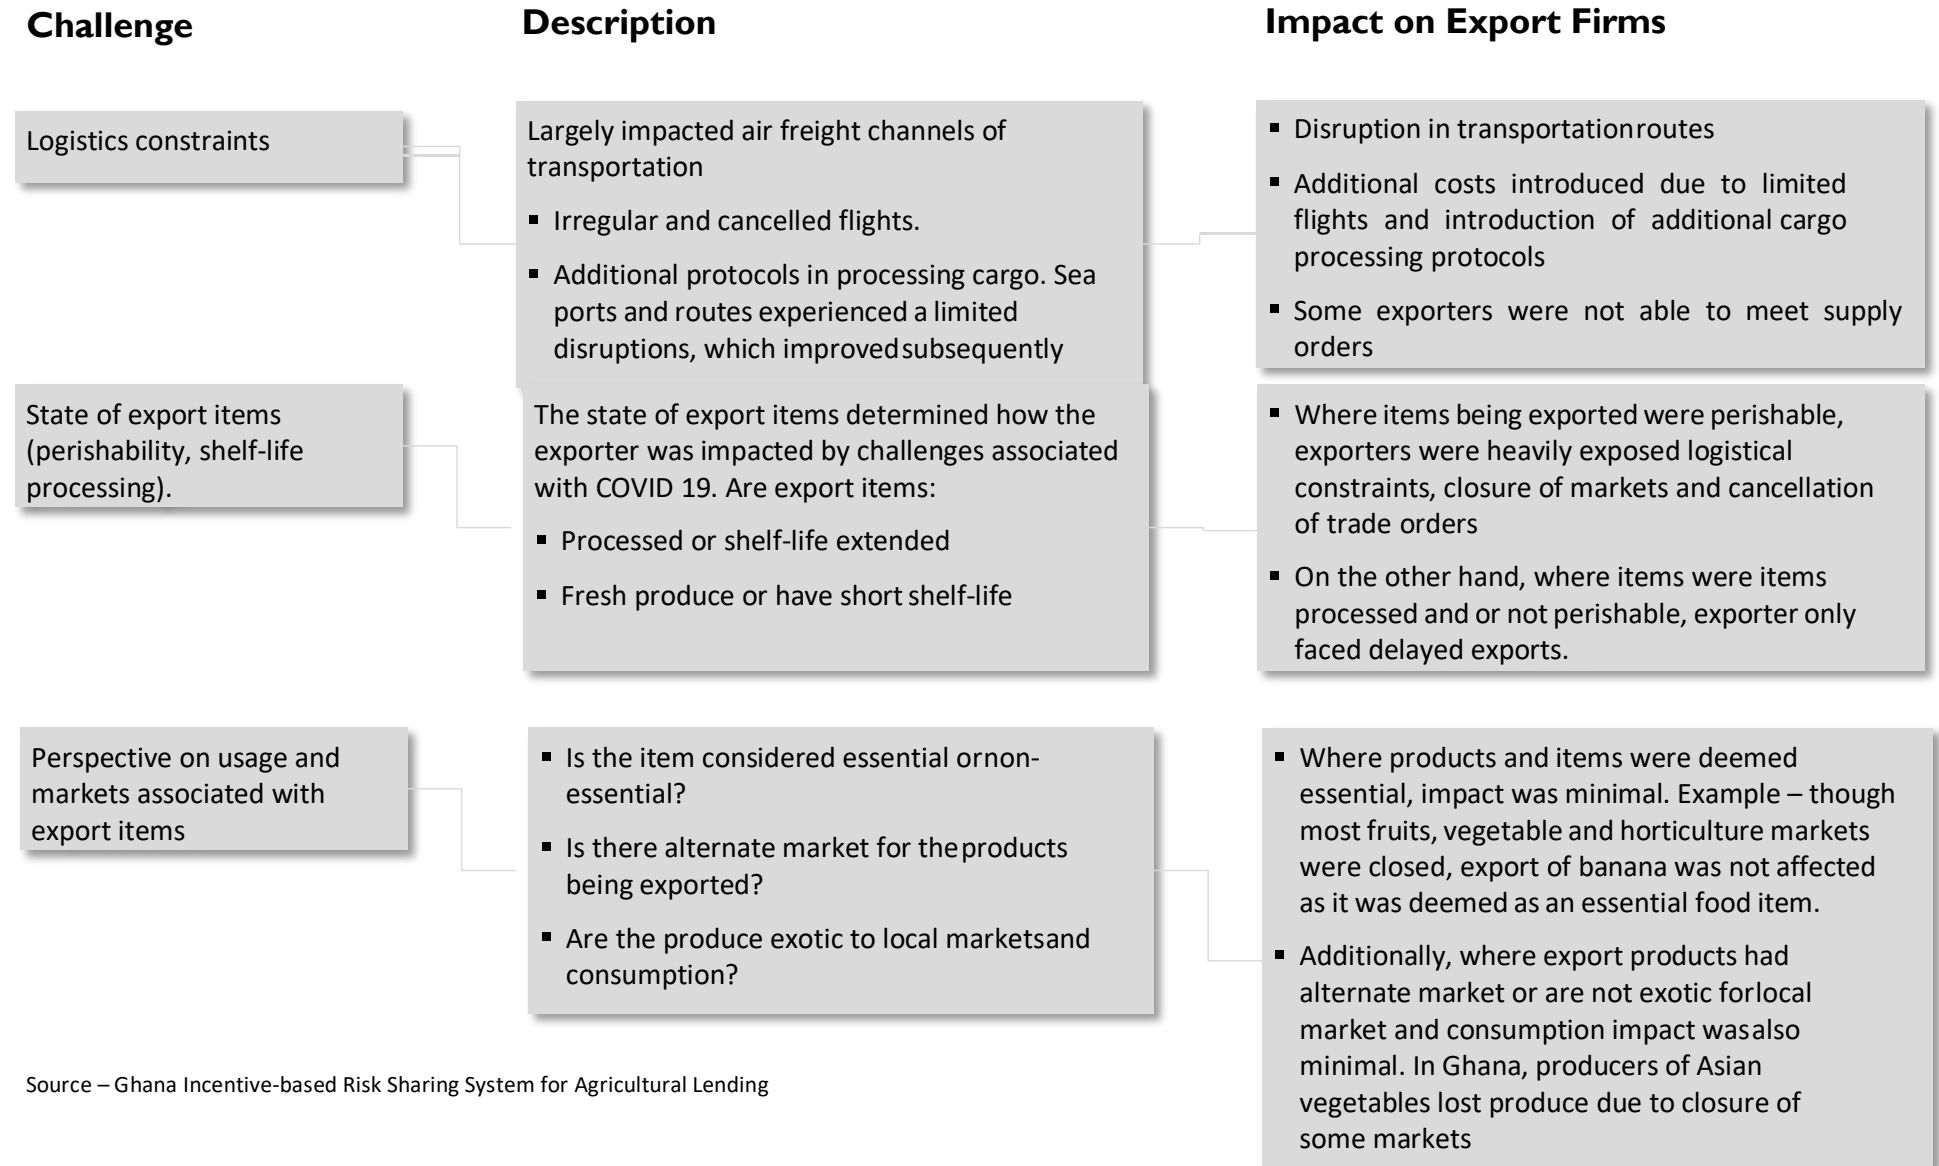 Challenge
Description
Impact on Export Firms
Logistics constraints
Largely impacted air freight channels of
transportation
▪ Irregular and cancelled flights.
▪ Additional protocols in processing cargo. Sea
ports and routes experienced a limited
disruptions, which improvedsubsequently
▪ Disruption in transportationroutes
▪ Additional costs introduced due to limited
flights and introduction of additional cargo
processing protocols
▪ Some exporters were not able to meet supply
orders
State of export items
(perishability, shelf-life
processing).
The state of export items determined how the
exporter was impacted by challenges associated
with COVID 19. Are export items:
▪ Processed or shelf-life extended
▪ Fresh produce or have short shelf-life
▪ Where items being exported were perishable,
exporters were heavily exposed logistical
constraints, closure of markets and cancellation
of trade orders
▪ On the other hand, where items were items
processed and or not perishable, exporter only
faced delayed exports.
Perspective on usage and
markets associated with
export items
▪ Is the item considered essential ornon-
essential?
▪ Is there alternate market for theproducts
being exported?
▪ Are the produce exotic to local marketsand
consumption?
▪ Where products and items were deemed
essential, impact was minimal. Example – though
most fruits, vegetable and horticulture markets
were closed, export of banana was not affected
as it was deemed as an essential food item.
▪ Additionally, where export products had
alternate market or are not exotic forlocal
market and consumption impact wasalso
minimal. In Ghana, producers of Asian
vegetables lost produce due to closure of
some markets
Source – Ghana Incentive-based Risk Sharing System for Agricultural Lending